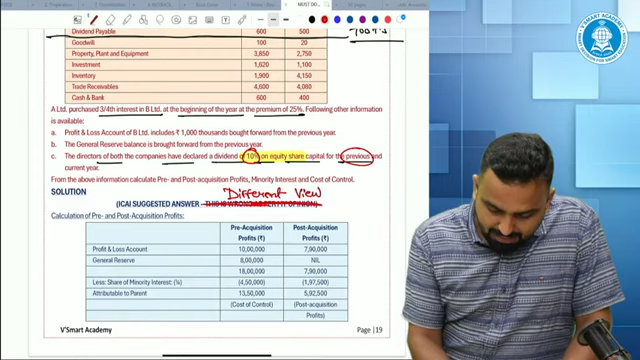 MUST DO...
V'SMART ACADEMY
Dividend Payable 600 500
Goodwill 100 20
Property, Plant and Equipment 3,850 2,750
Investment 1,620 1,100
Inventory 1,900 4,150
Trade Receivables 4,600 4,080
Cash & Bank 600 400
A Ltd. purchased 3/4th interest in B Ltd. at the beginning of the year at the premium of 25%. Following other information
is available:
a. Profit & Loss Account of B Ltd. includes ₹ 1,000 thousands bought forward from the previous year.
b. The General Reserve balance is brought forward from the previous year.
c. The directors of both the companies have declared a dividend of 10% on equity share capital for the previous and
current year.
From the above information calculate Pre- and Post-acquisition Profits, Minority Interest and Cost of Control.
SOLUTION
Different View
ICAI SUGGESTED ANSWER
Calculation of Pre- and Post-Acquisition Profits:
Pre-Acquisition Post-Acquisition
Profits (₹) Profits (₹)
Profit & Loss Account 10,00,000 7,90,000
General Reserve 8,00,000 NIL
18,00,000 7,90,000
Less: Share of Minority Interest: (¼) (4,50,000) (1,97,500)
Attributable to Parent 13,50,000 5,92,500
(Cost of Control) (Post-acquisition
Profits)
V'Smart Academy Page | 19